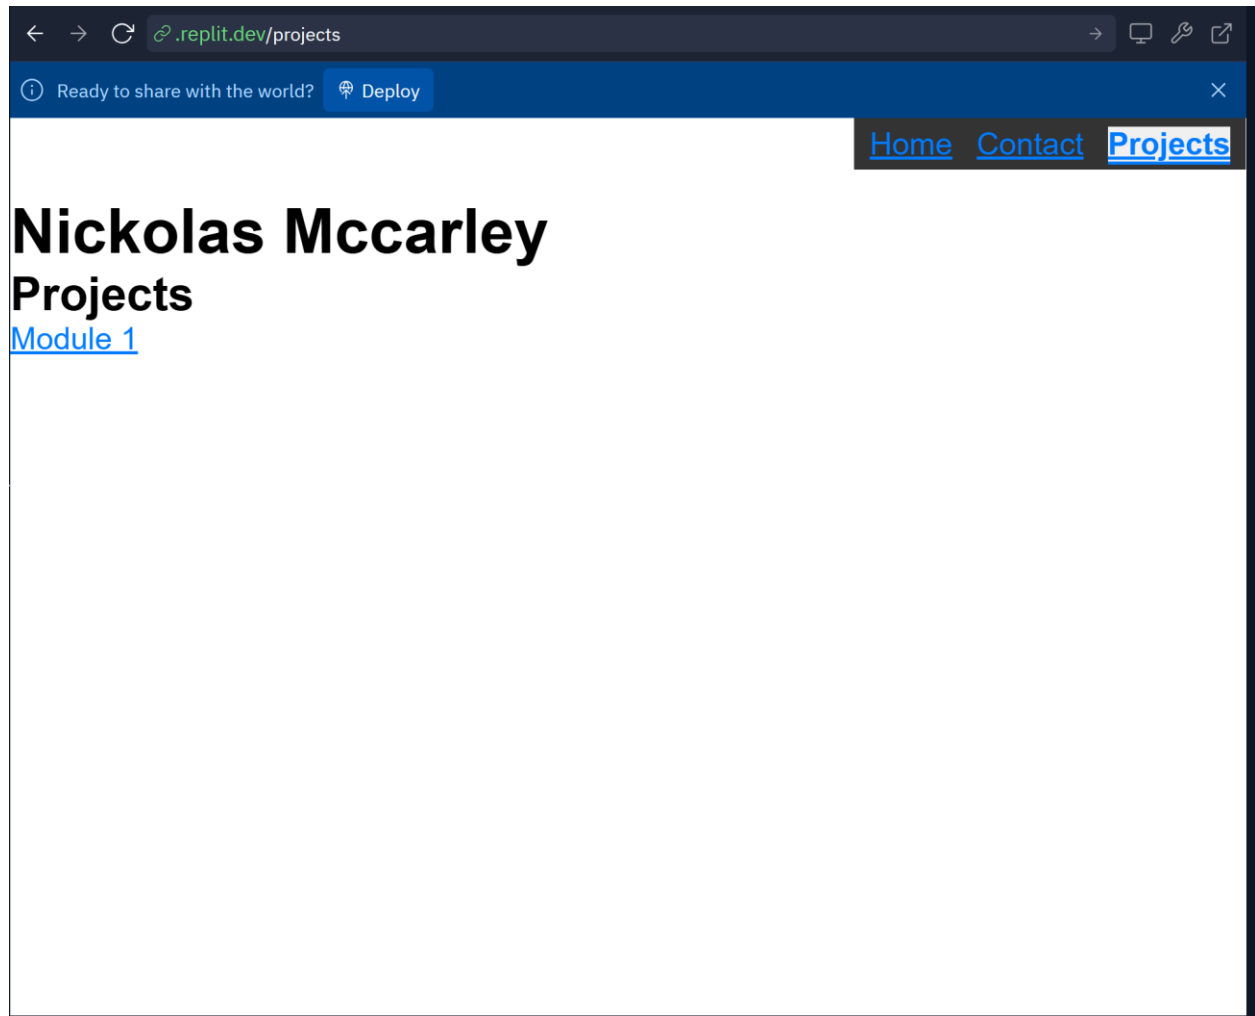 .replit.dev/projects
Ready to share with the world? Deploy
Home Contact Projects
Nickolas Mccarley
Projects
Module 1